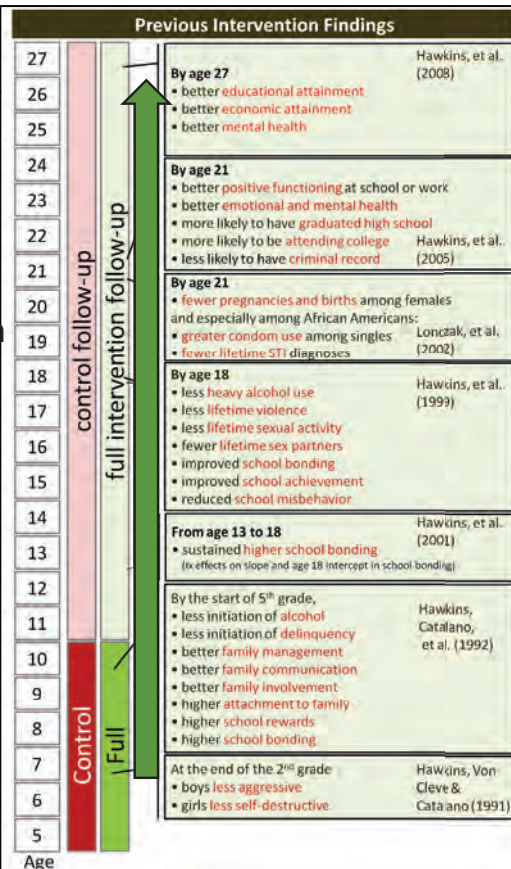 Previous Intervention Findings
27
26
25
24
23
22
21
20
19
18
17
16
15
14
13
12
11
10
9
8
7
6
5
Age
control follow-up
Control
full intervention follow-up
Full
Hawkins, et al.
(2008)
By age 27
• better educational attainment
• better economic attainment
• better mental health
By age 21
• better positive functioning at school or work
• better emotional and mental health
• more likely to have graduated high school
• more likely to be attending college
• less likely to have criminal record
Hawkins, et al.
(2005)
By age 21
• fewer pregnancies and births among females
and especially among African Americans:
• greater condom use among singles
• fewer lifetime STI diagnoses
Lonczak, et al.
(2002)
By age 18
• less heavy alcohol use
• less lifetime violence
• less lifetime sexual activity
• fewer lifetime sex partners
• improved school bonding
• improved school achievement
• reduced school misbehavior
Hawkins, et al.
(1999)
From age 13 to 18
• sustained higher school bonding
(tx effects on slope and age 18 intercept in school bonding)
Hawkins, et al.
(2001)
By the start of 5th grade,
• less initiation of alcohol
• less initiation of delinquency
• better family management
• better family communication
• better family involvement
• higher attachment to family
• higher school rewards
• higher school bonding
Hawkins,
Catalano,
et al. (1992)
At the end of the 2nd grade
• boys less aggressive
• girls less self-destructive
Hawkins, Von
Cleve &
Catalano (1991)